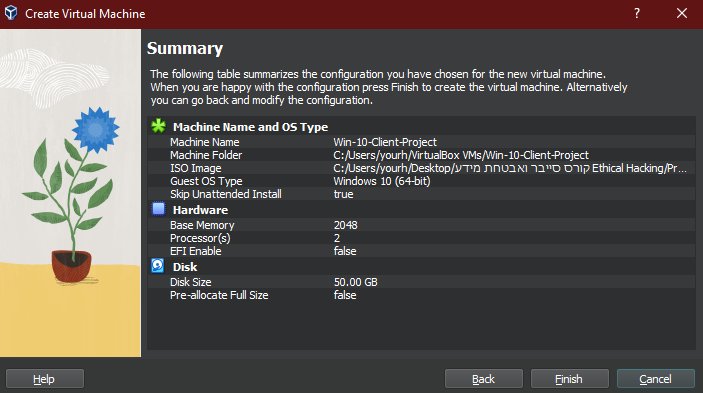 Create Virtual Machine
Summary
The following table summarizes the configuration you have chosen for the new virtual machine.
When you are happy with the configuration press Finish to create the virtual machine. Alternatively
you can go back and modify the configuration.
Machine Name and OS Type
Machine Name Win-10-Client-Project
Machine Folder C:/Users/yourh/VirtualBox VMs/Win-10-Client-Project
ISO Image C:/Users/yourh/Desktop/קורס סייבר ואבטחת מידע Ethical Hacking/Pr...
Guest OS Type Windows 10 (64-bit)
Skip Unattended Install true
Hardware
Base Memory 2048
Processor(s) 2
EFI Enable false
Disk
Disk Size 50.00 GB
Pre-allocate Full Size false
Help Back Finish Cancel